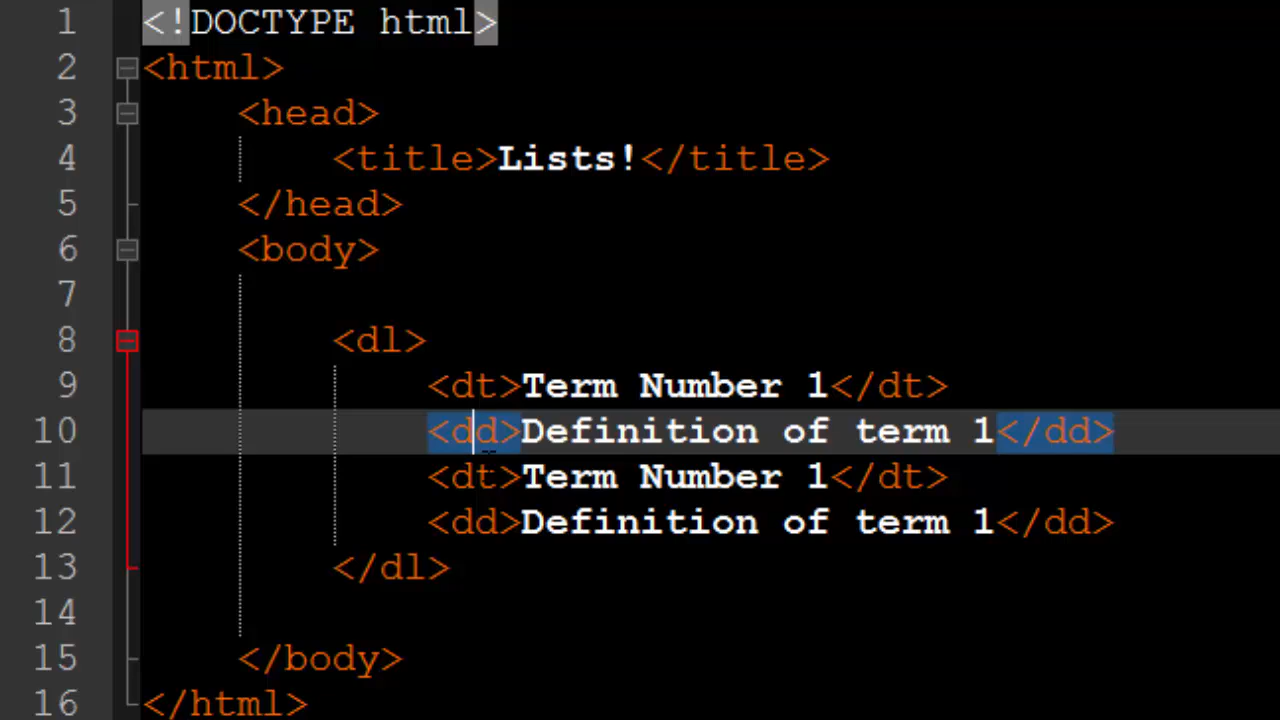 1 <!DOCTYPE html>
2 <html>
3 <head>
4 <title>Lists!</title>
5 </head>
6 <body>
7
8 <dl>
9 <dt>Term Number 1</dt>
10 <dd>Definition of term 1</dd>
11 <dt>Term Number 1</dt>
12 <dd>Definition of term 1</dd>
13 </dl>
14
15 </body>
16 </html>